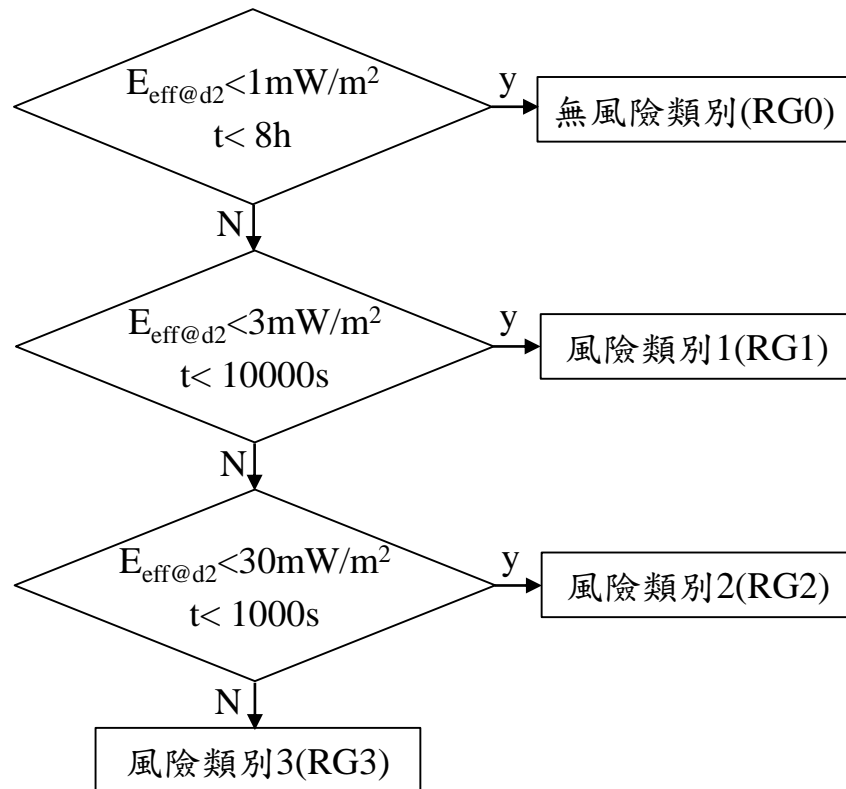 E_eff@d2<1mW/m²
t< 8h
y
無風險類別(RG0)
N
E_eff@d2<3mW/m²
t< 10000s
y
風險類別1(RG1)
N
E_eff@d2<30mW/m²
t< 1000s
y
風險類別2(RG2)
N
風險類別3(RG3)